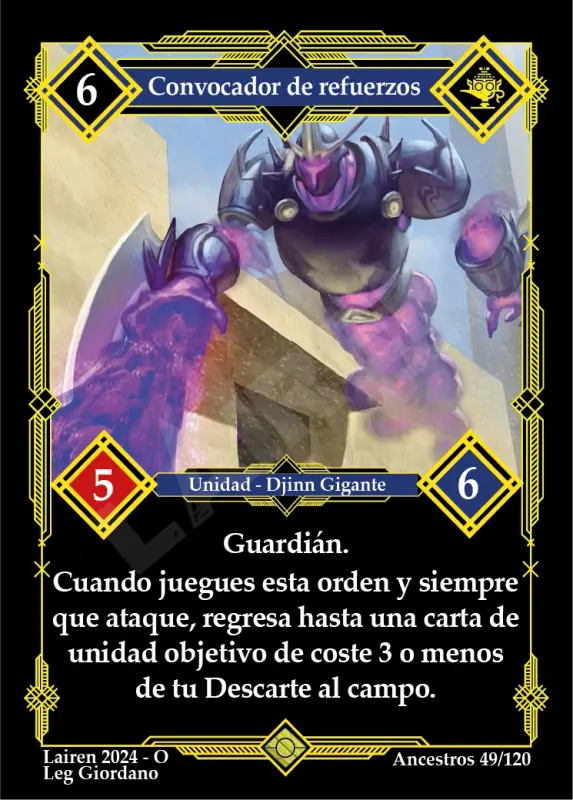 6
Convocador de refuerzos
5
Unidad - Djinn Gigante
6
Guardián.
Cuando juegues esta orden y siempre
que ataque, regresa hasta una carta de
unidad objetivo de coste 3 o menos
de tu Descarte al campo.
Lairen 2024 - O
Leg Giordano
Ancestros 49/120